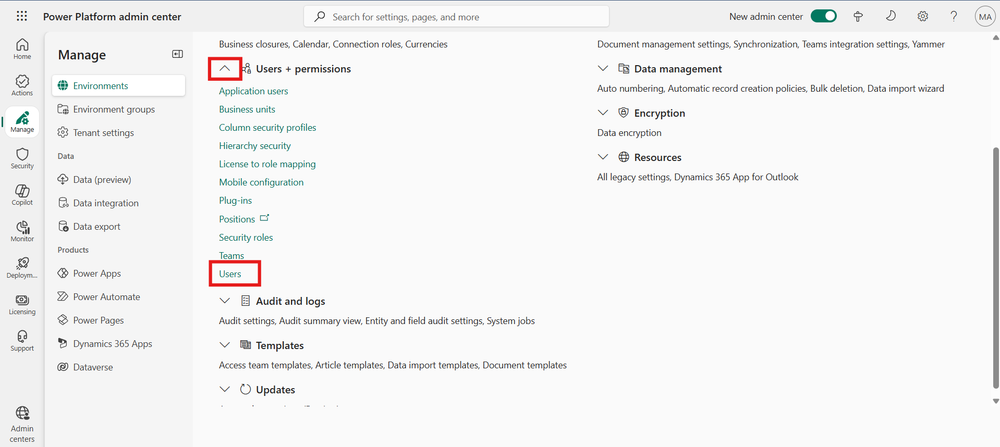 Power Platform admin center
Search for settings, pages, and more
New admin center
MA
Home
Actions
Manage
Security
Copilot
Monitor
Deploym...
Licensing
Support
Admin
centers
Manage
Environments
Environment groups
Tenant settings
Data
Data (preview)
Data integration
Data export
Products
Power Apps
Power Automate
Power Pages
Dynamics 365 Apps
Dataverse
Business closures, Calendar, Connection roles, Currencies
Users + permissions
Application users
Business units
Column security profiles
Hierarchy security
License to role mapping
Mobile configuration
Plug-ins
Positions
Security roles
Teams
Users
Audit and logs
Audit settings, Audit summary view, Entity and field audit settings, System jobs
Templates
Access team templates, Article templates, Data import templates, Document templates
Updates
Document management settings, Synchronization, Teams integration settings, Yammer
Data management
Auto numbering, Automatic record creation policies, Bulk deletion, Data import wizard
Encryption
Data encryption
Resources
All legacy settings, Dynamics 365 App for Outlook